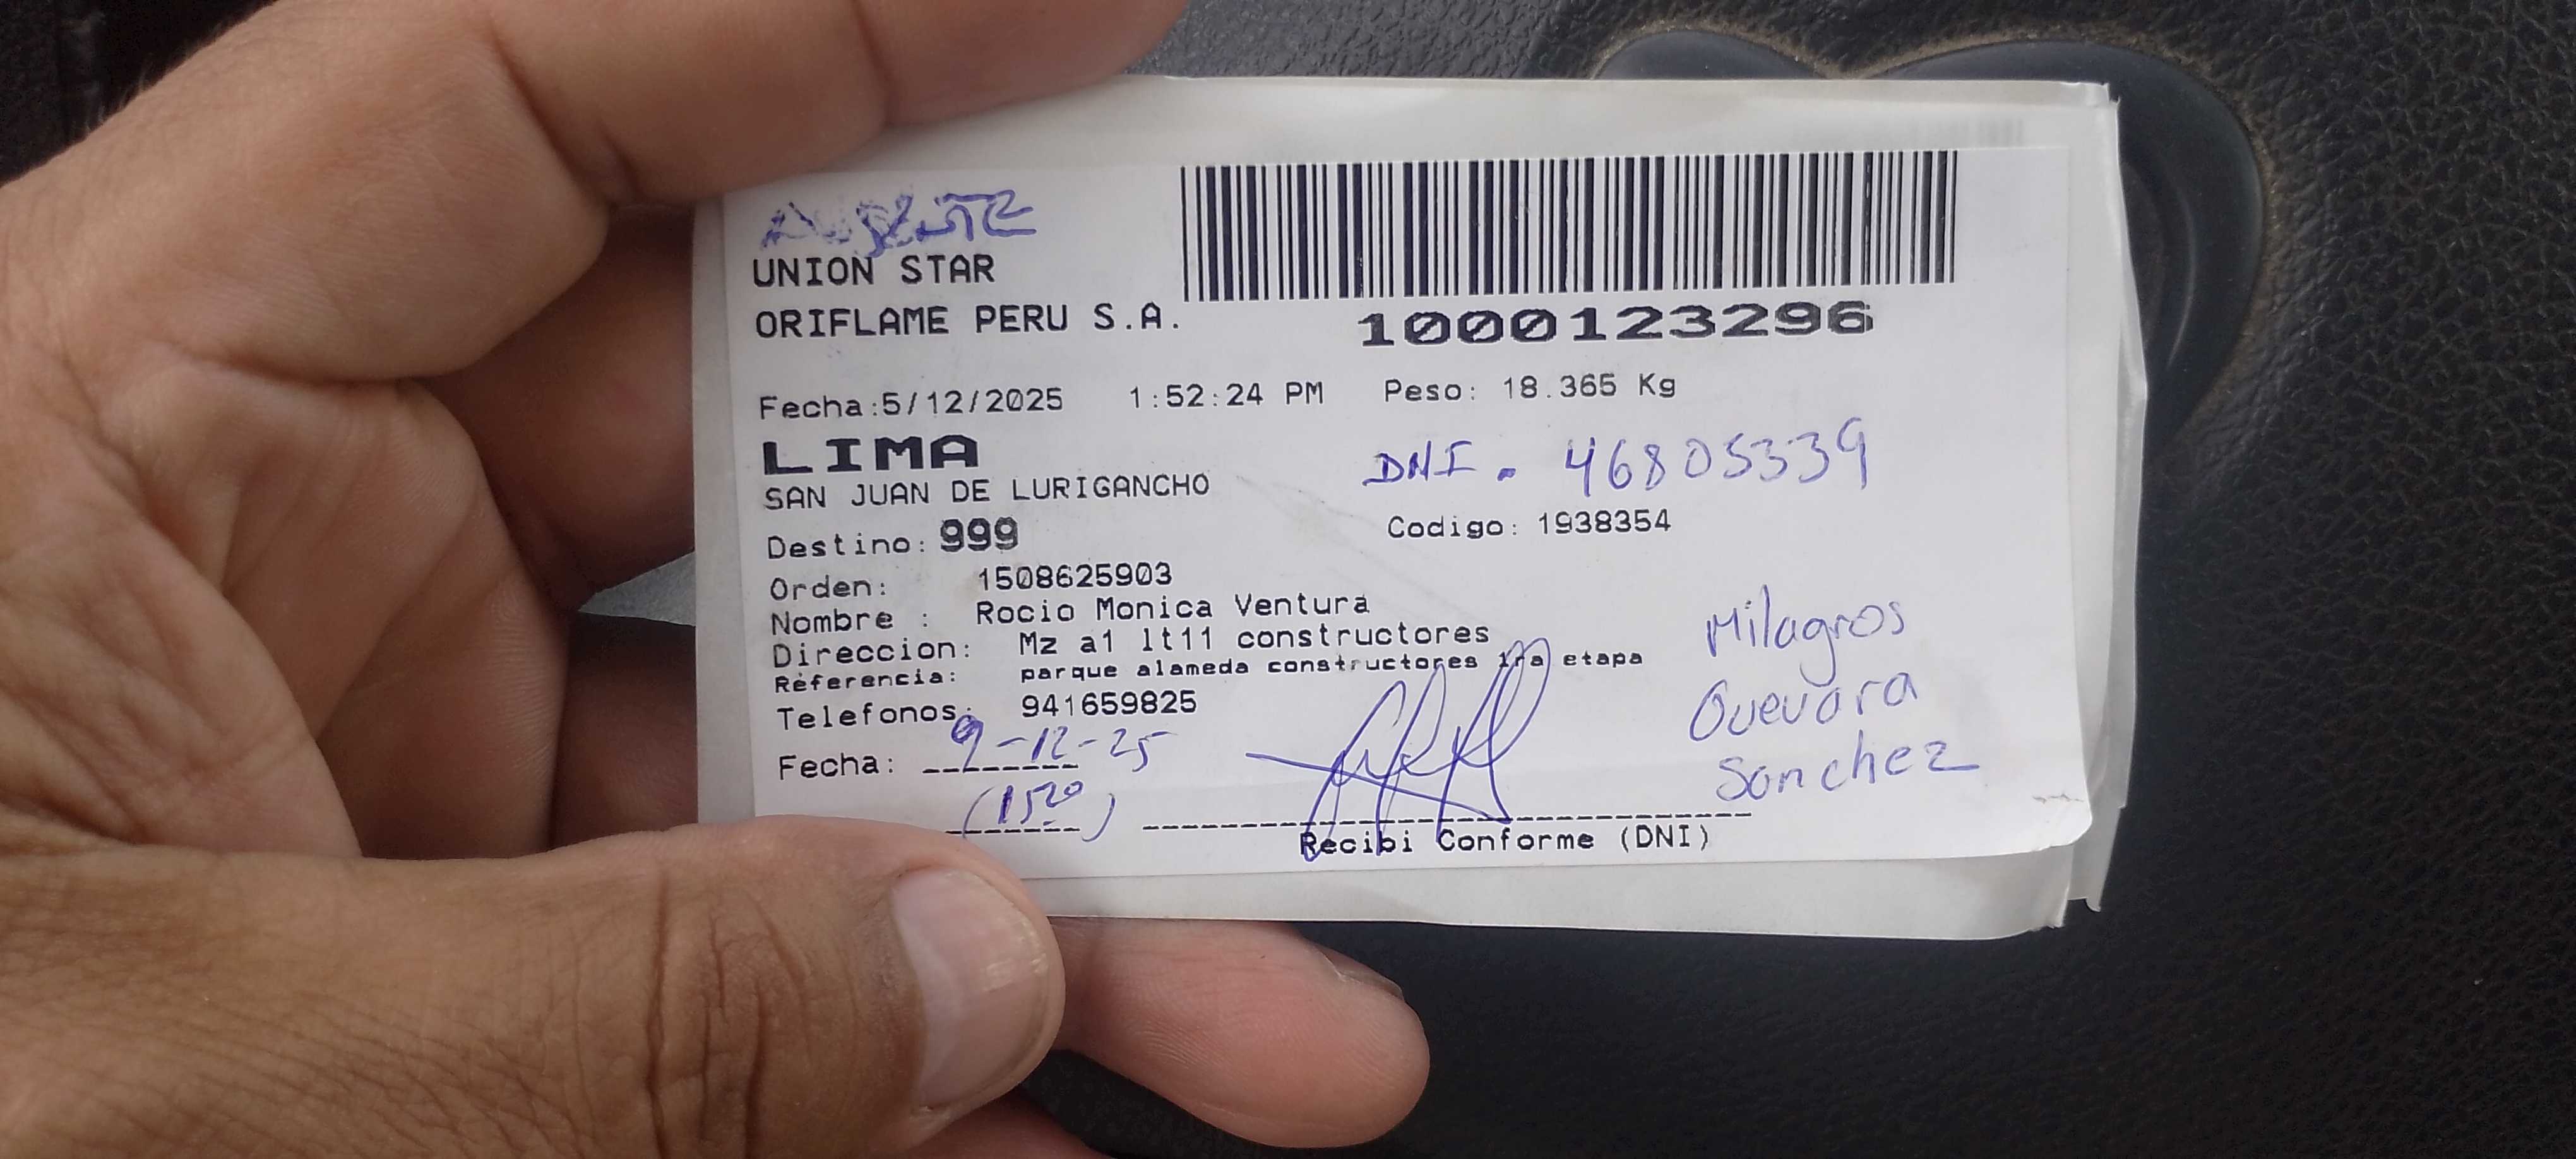 Ausente
UNION STAR
ORIFLAME PERU S.A.
1000123296
Fecha:5/12/2025 1:52:24 PM Peso: 18.365 Kg
LIMA
DNI. 46805339
SAN JUAN DE LURIGANCHO
Destino: 999 Codigo: 1938354
Orden: 1508625903
Nombre : Rocio Monica Ventura
Direccion: Mz a1 lt11 constructores
Referencia: parque alameda constructores 1ra etapa
Telefonos: 941659825
Milagros
Guevara
Sanchez
Fecha: 9-12-25
(1520)
Recibi Conforme (DNI)